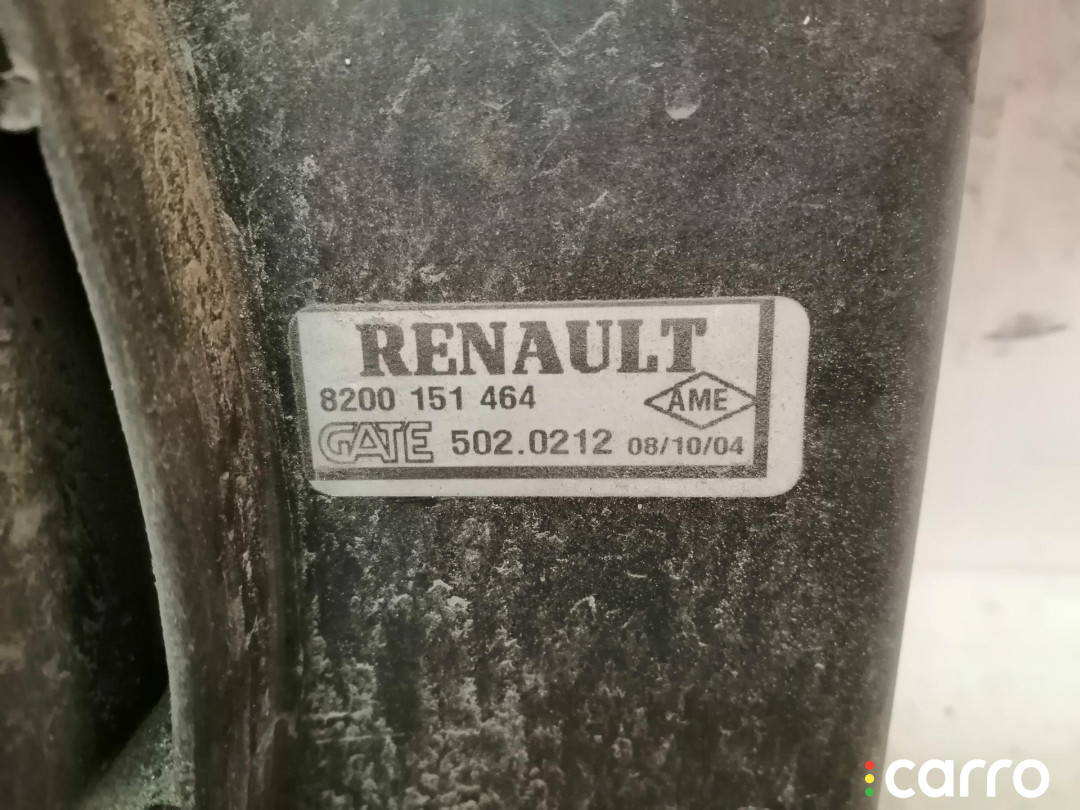 RENAULT
8200 151 464 AME
GATE 502.0212 08/10/04
carro